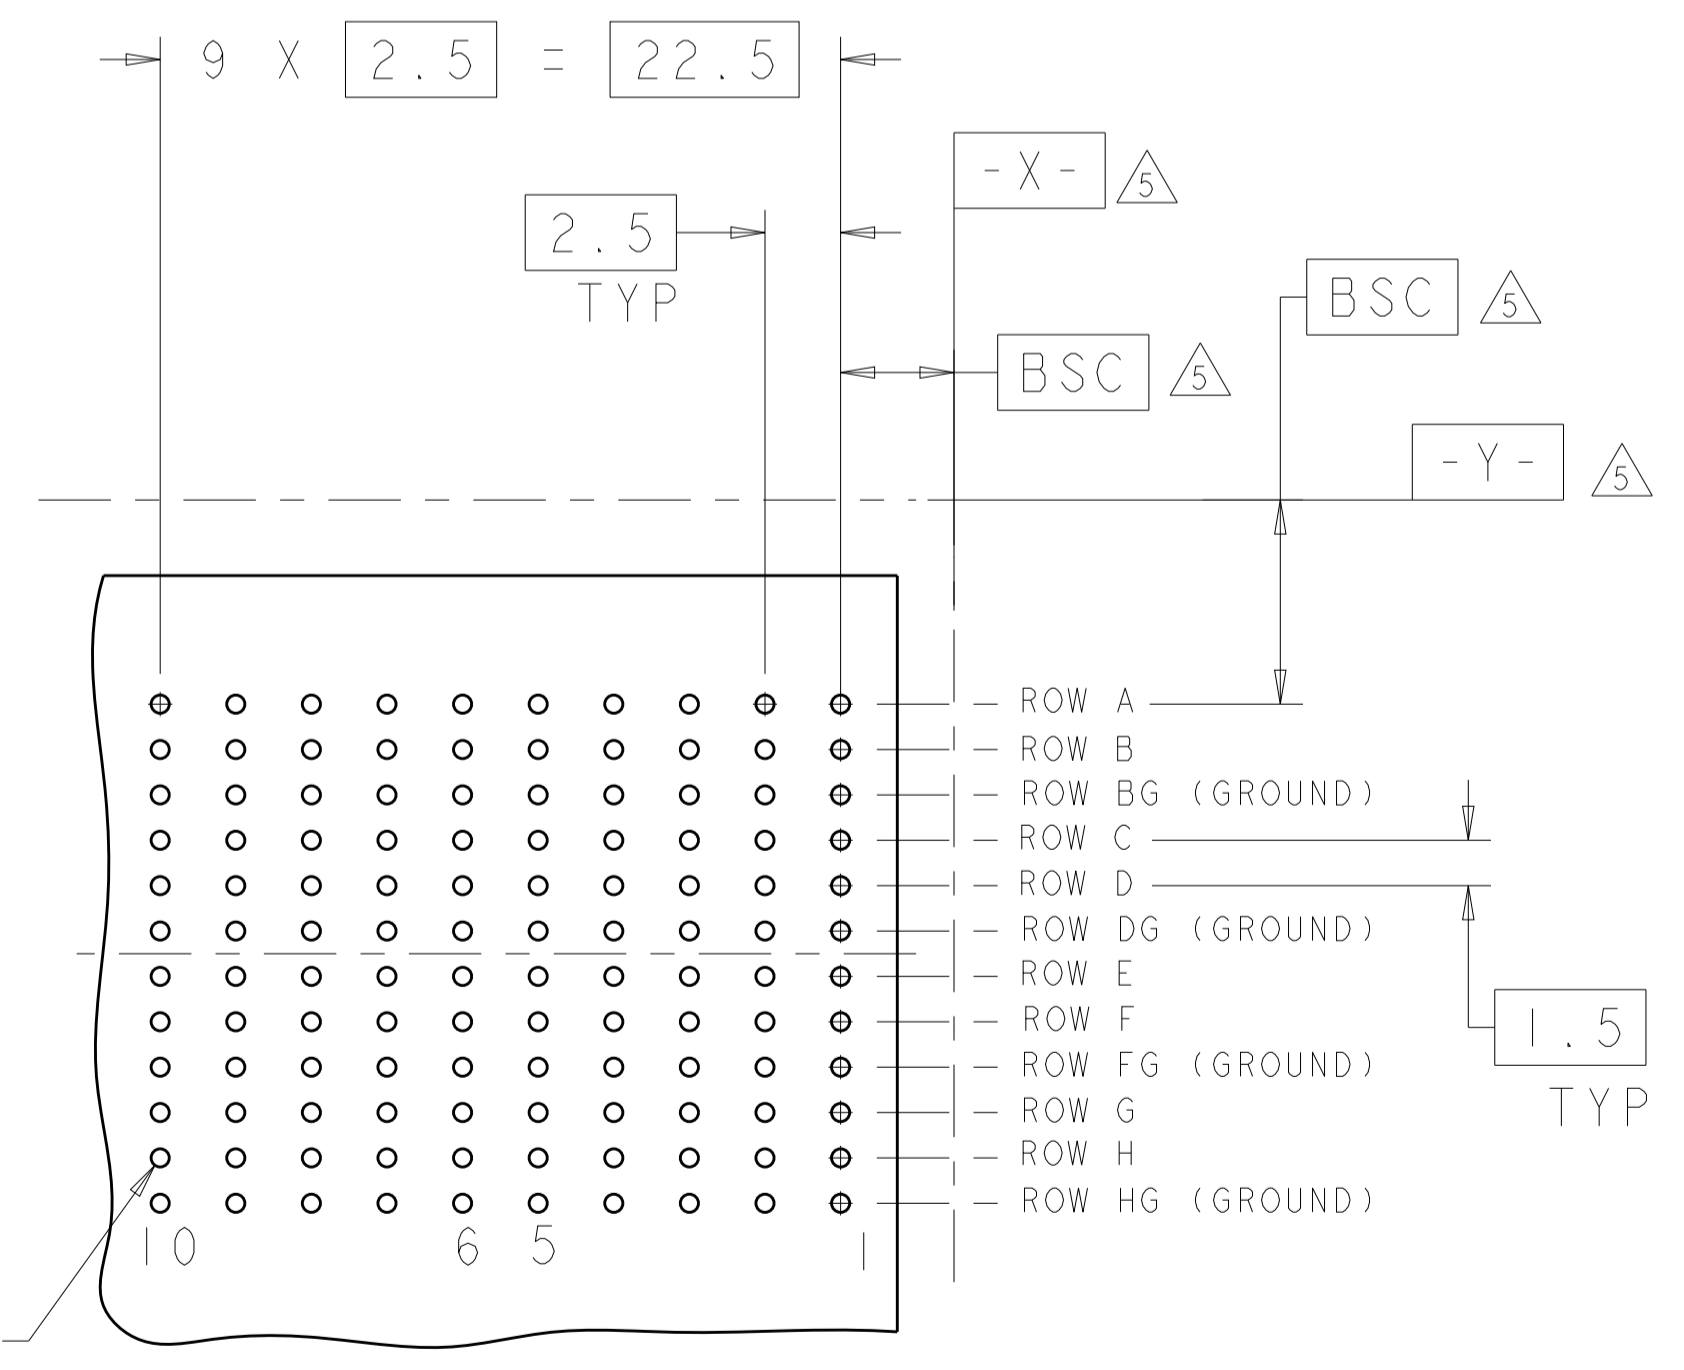 9 X 2.5 = 22.5
-X- 5
2.5
TYP
BSC 5
BSC 5
-Y- 5
ROW A
ROW B
ROW BG (GROUND)
ROW C
ROW D
ROW DG (GROUND)
ROW E
ROW F
ROW FG (GROUND)
ROW G
ROW H
ROW HG (GROUND)
1.5
TYP
10 6 5 1